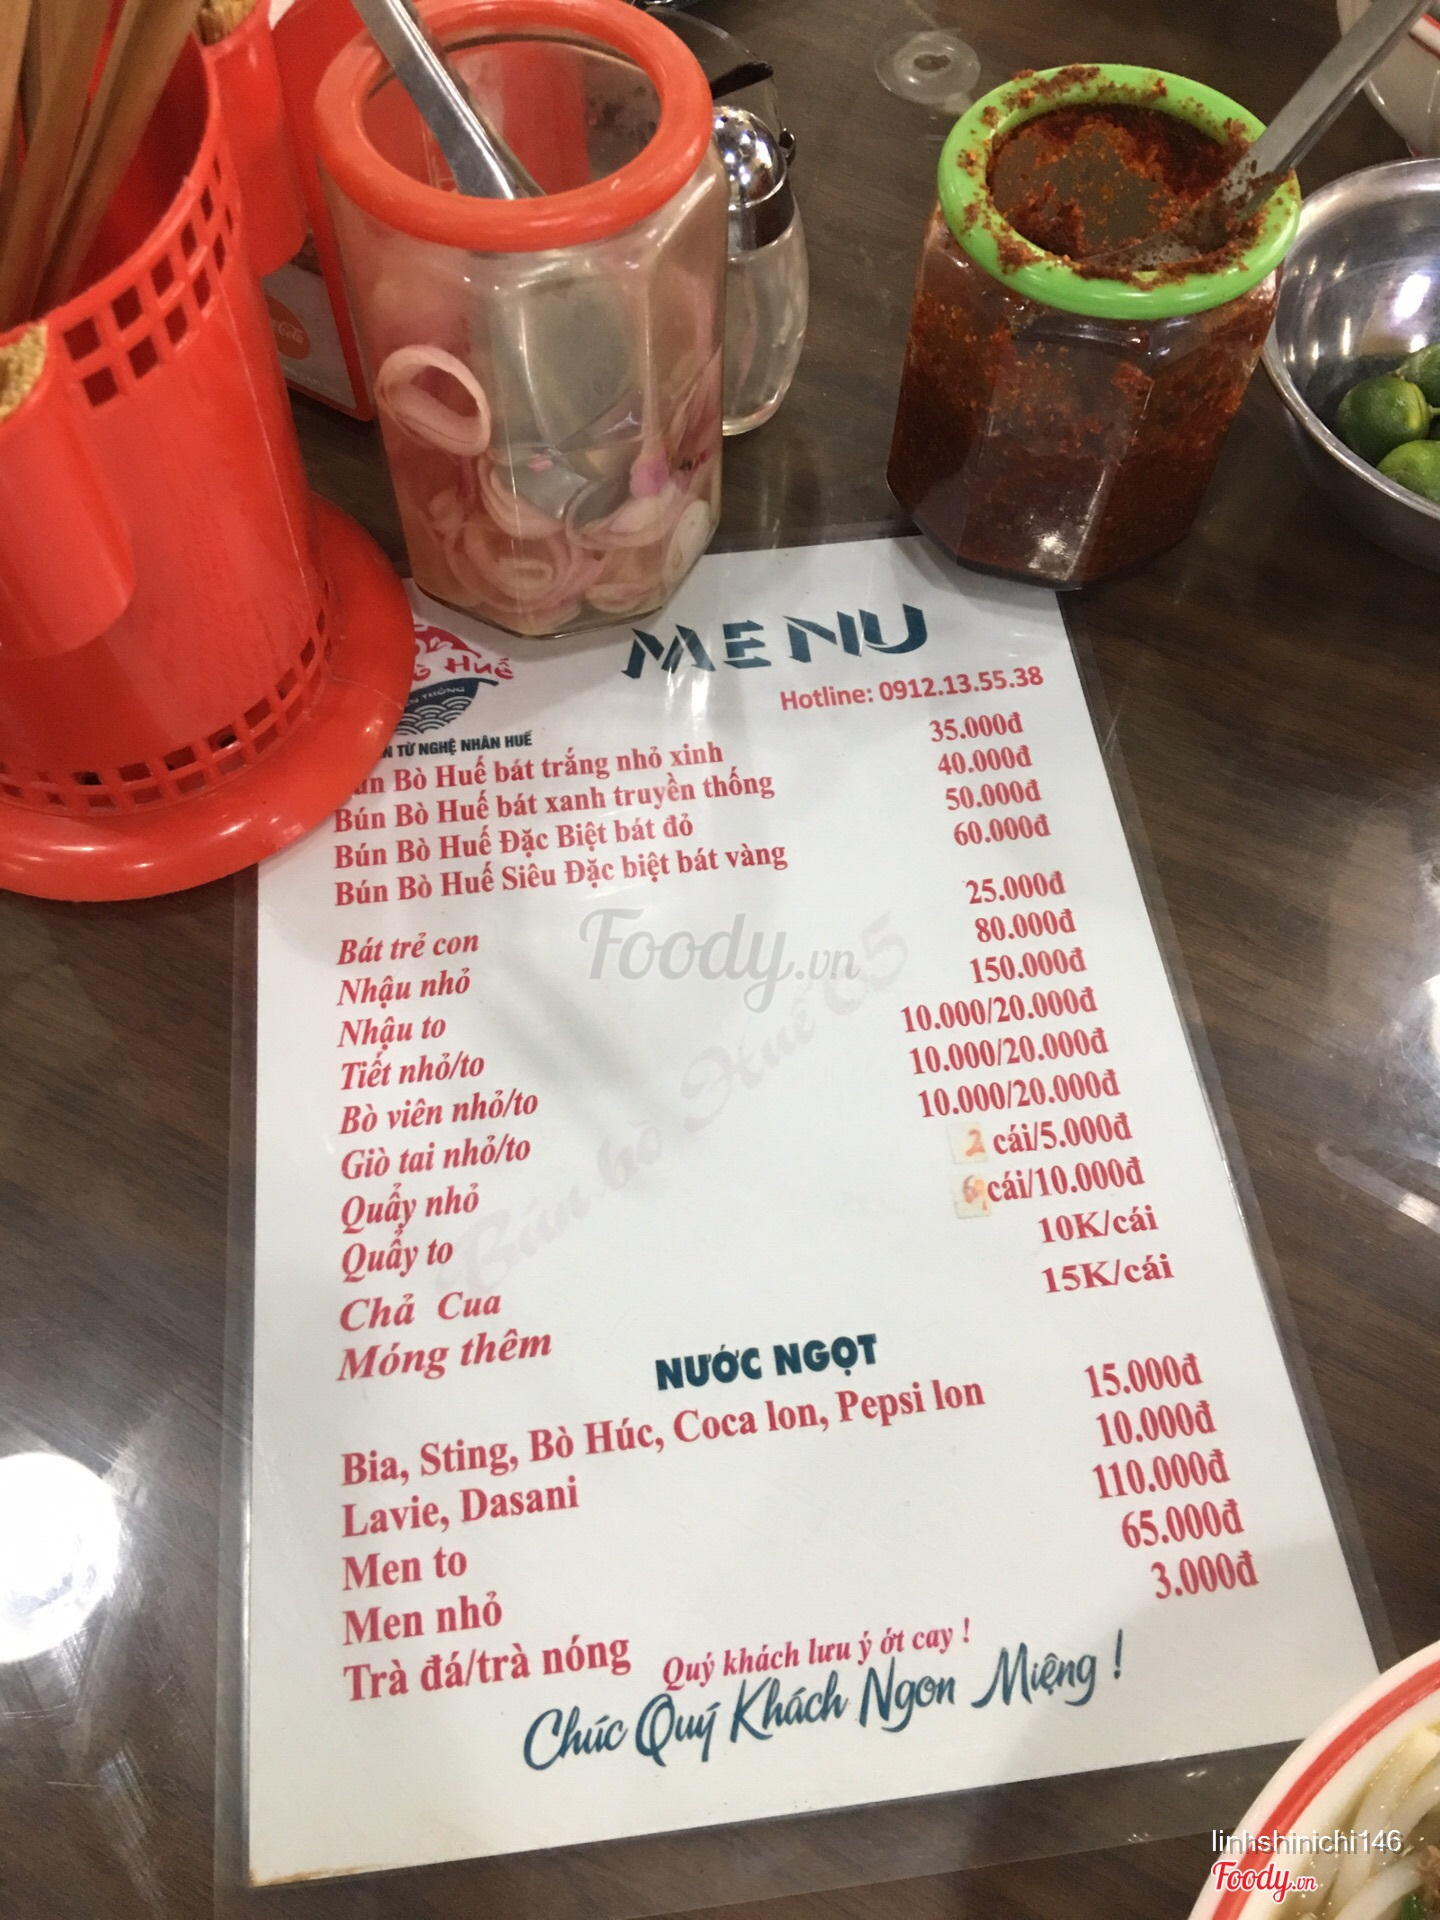 MENU
Hotline: 0912.13.55.38
Huế
TỪ NGHỆ NHÂN HUẾ
Bò Huế bát trắng nhỏ xinh 35.000đ
Bún Bò Huế bát xanh truyền thống 40.000đ
Bún Bò Huế Đặc Biệt bát đỏ 50.000đ
Bún Bò Huế Siêu Đặc biệt bát vàng 60.000đ
Bát trẻ con 25.000đ
Nhậu nhỏ 80.000đ
Nhậu to 150.000đ
Tiết nhỏ/to 10.000/20.000đ
Bò viên nhỏ/to 10.000/20.000đ
Giò tai nhỏ/to 10.000/20.000đ
Quẩy nhỏ 2 cái/5.000đ
Quẩy to cái/10.000đ
Chả Cua 10K/cái
Móng thêm 15K/cái
Foody.vn
Bún bò Huế 65
NƯỚC NGỌT
Bia, Sting, Bò Húc, Coca lon, Pepsi lon 15.000đ
Lavie, Dasani 10.000đ
Men to 110.000đ
Men nhỏ 65.000đ
Trà đá/trà nóng 3.000đ
Quý khách lưu ý ớt cay !
Chúc Quý Khách Ngon Miệng !
linhshinichi146
Foody.vn